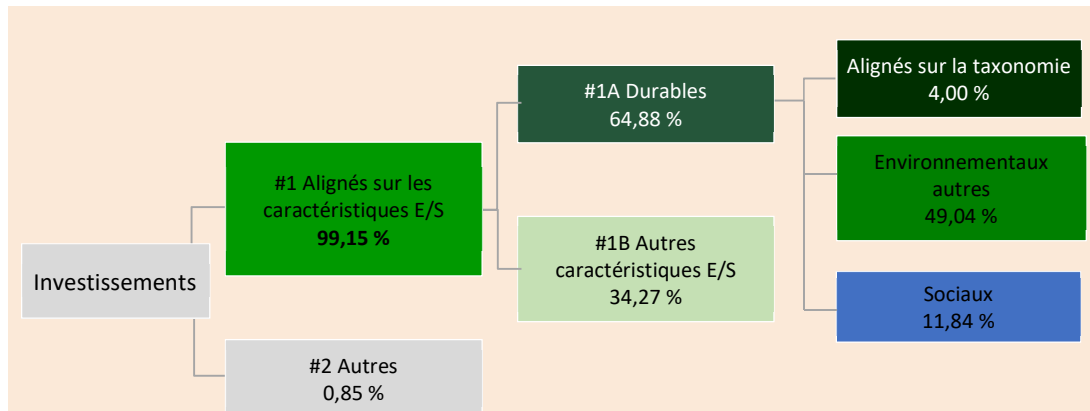 Investissements
#1 Alignés sur les
caractéristiques E/S
99,15 %
#2 Autres
0,85 %
#1A Durables
64,88 %
#1B Autres
caractéristiques E/S
34,27 %
Alignés sur la taxonomie
4,00 %
Environnementaux
autres
49,04 %
Sociaux
11,84 %